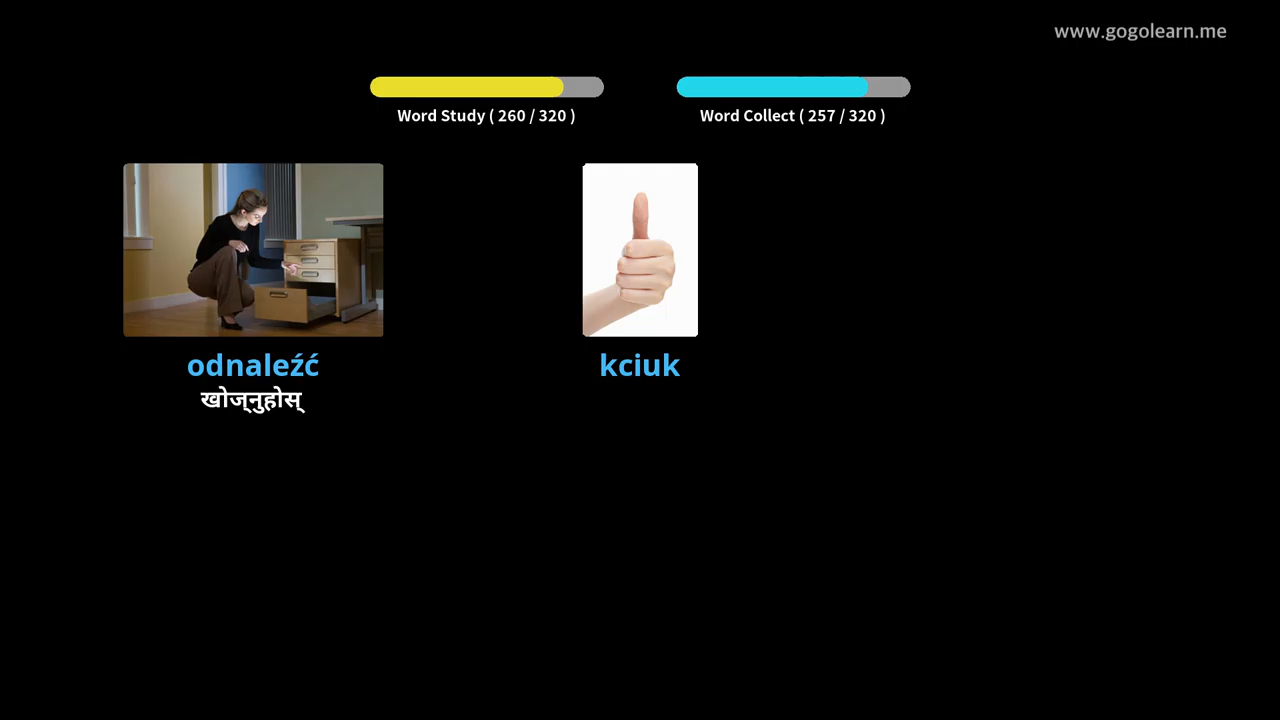 www.gogolearn.me
Word Study ( 260 / 320 )
Word Collect ( 257 / 320 )
odnaleźć
खोज्नुहोस्
kciuk